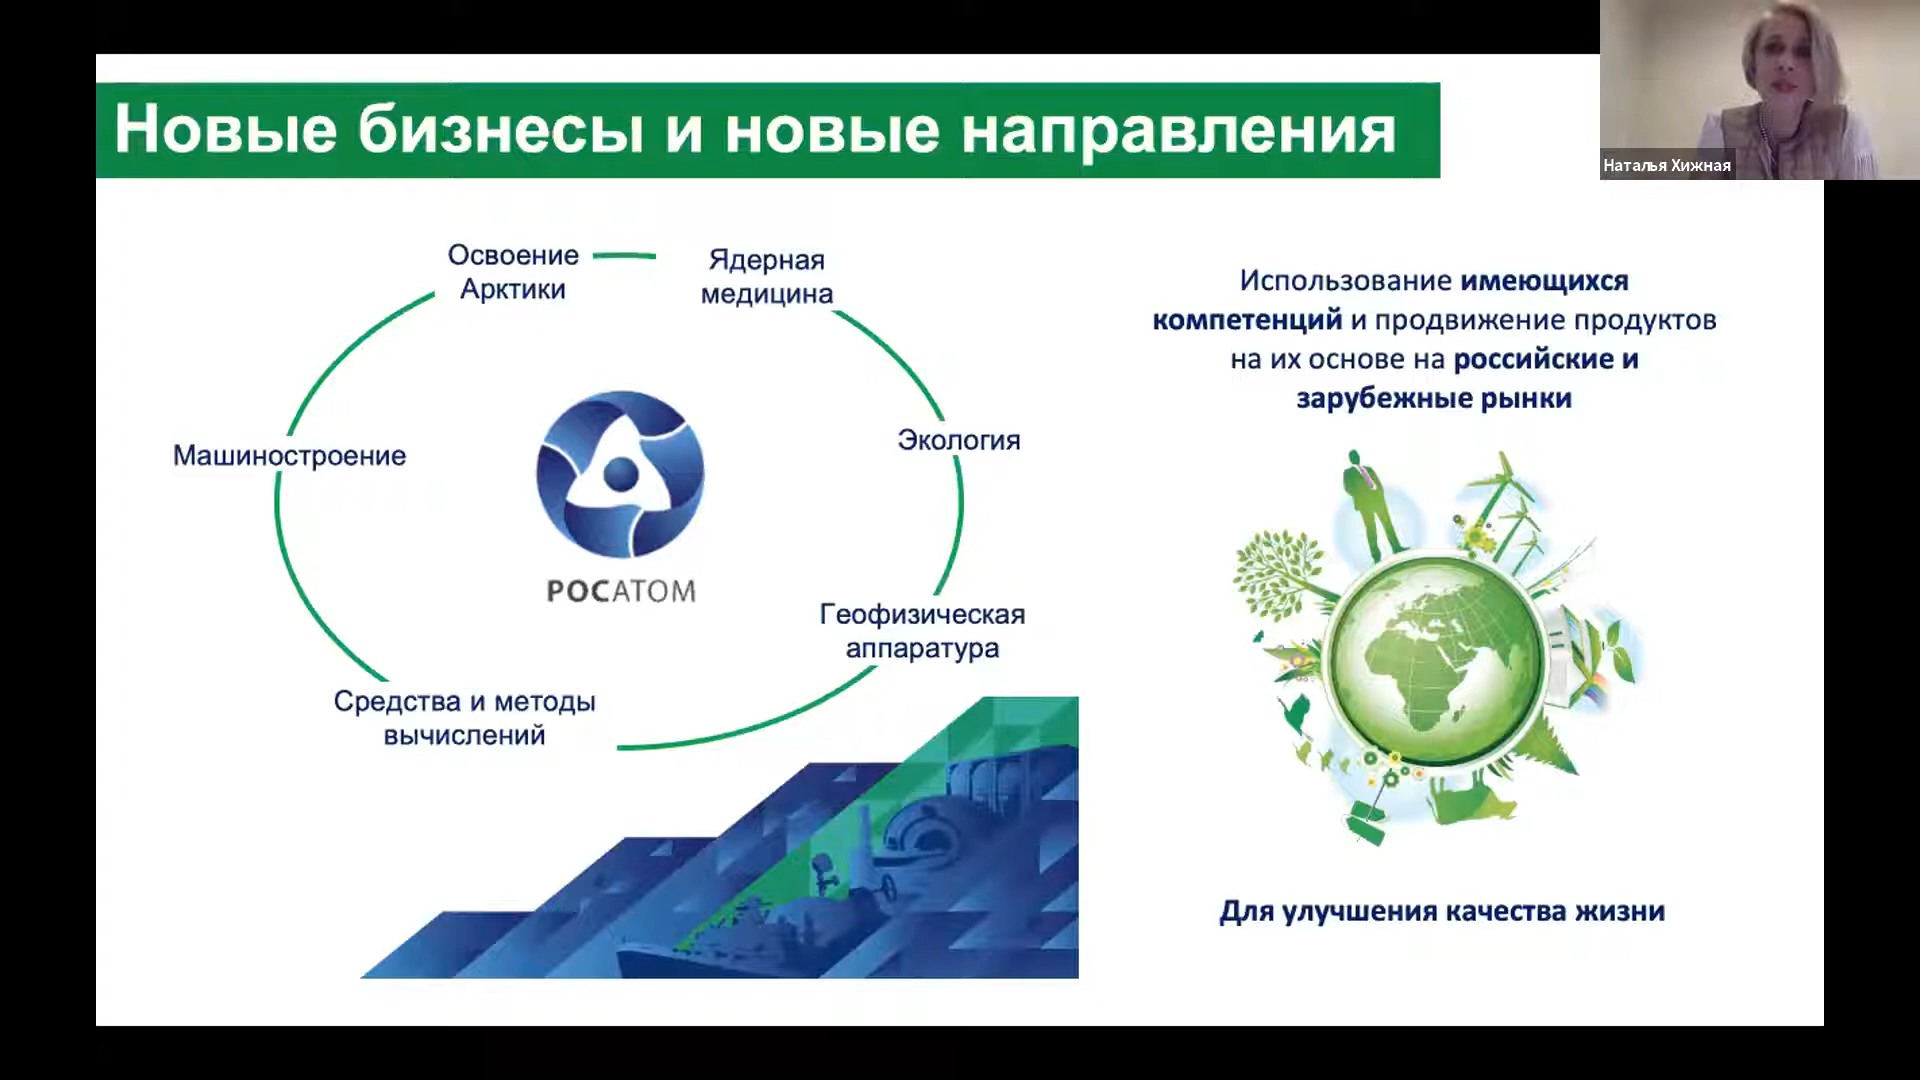 Новые бизнесы и новые направления
Наталья Хижная
Освоение
Арктики
Ядерная
медицина
Машиностроение
Экология
РОСАТОМ
Геофизическая
аппаратура
Средства и методы
вычислений
Использование имеющихся
компетенций и продвижение продуктов
на их основе на российские и
зарубежные рынки
Для улучшения качества жизни